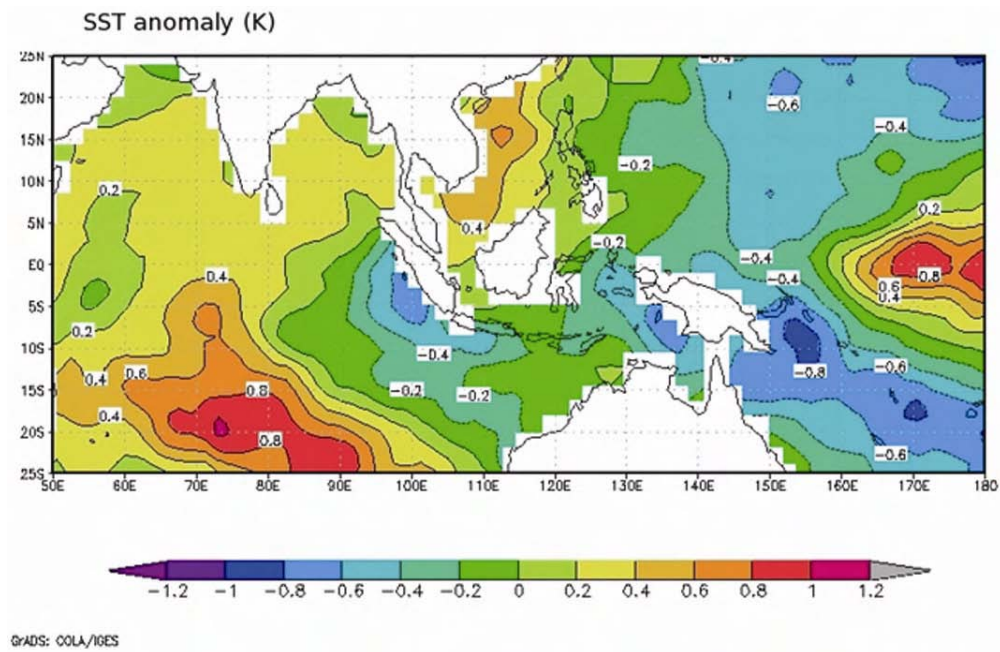 SST anomaly (K)
25N
20N
15N
10N
5N
EQ
5S
10S
15S
20S
25S
-0.4
-0.6
-0.4
-0.2
0.2
0.2
0.4
-0.2
-0.4
-0.4
0.8
0.6
0.4
0.4
0.2
-0.4
-0.8
-0.6
0.4
0.6
0.8
-0.2
-0.2
0.4
0.8
-0.6
50E 60E 70E 80E 90E 100E 110E 120E 130E 140E 150E 160E 170E 180
-1.2 -1 -0.8 -0.6 -0.4 -0.2 0 0.2 0.4 0.6 0.8 1 1.2
GrADS: COLA/IGES